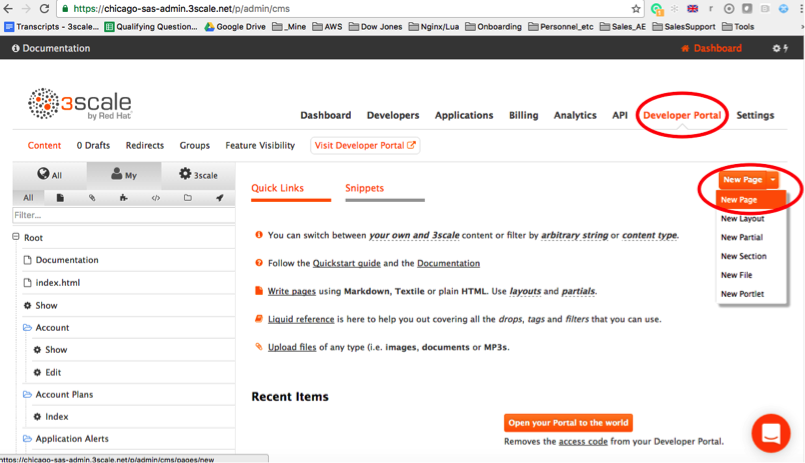 https://chicago-sas-admin.3scale.net/p/admin/cms
Transcripts - 3scale... Qualifying Question... Google Drive _Mine AWS Dow Jones Nginx/Lua Onboarding Personnel_etc Sales_AE SalesSupport Tools
Documentation Dashboard
3scale
by Red Hat
Dashboard Developers Applications Billing Analytics API Developer Portal Settings
Content 0 Drafts Redirects Groups Feature Visibility Visit Developer Portal
All My 3scale
All
Filter...
Quick Links Snippets
New Page
New Page
New Layout
New Partial
New Section
New File
New Portlet
Root
Documentation
index.html
Show
Account
Show
Edit
Account Plans
Index
Application Alerts
You can switch between your own and 3scale content or filter by arbitrary string or content type.
Follow the Quickstart guide and the Documentation
Write pages using Markdown, Textile or plain HTML. Use layouts and partials.
Liquid reference is here to help you out covering all the drops, tags and filters that you can use.
Upload files of any type (i.e. images, documents or MP3s.
Recent Items
Open your Portal to the world
Removes the access code from your Developer Portal.
https://chicago-sas-admin.3scale.net/p/admin/cms/pages/new